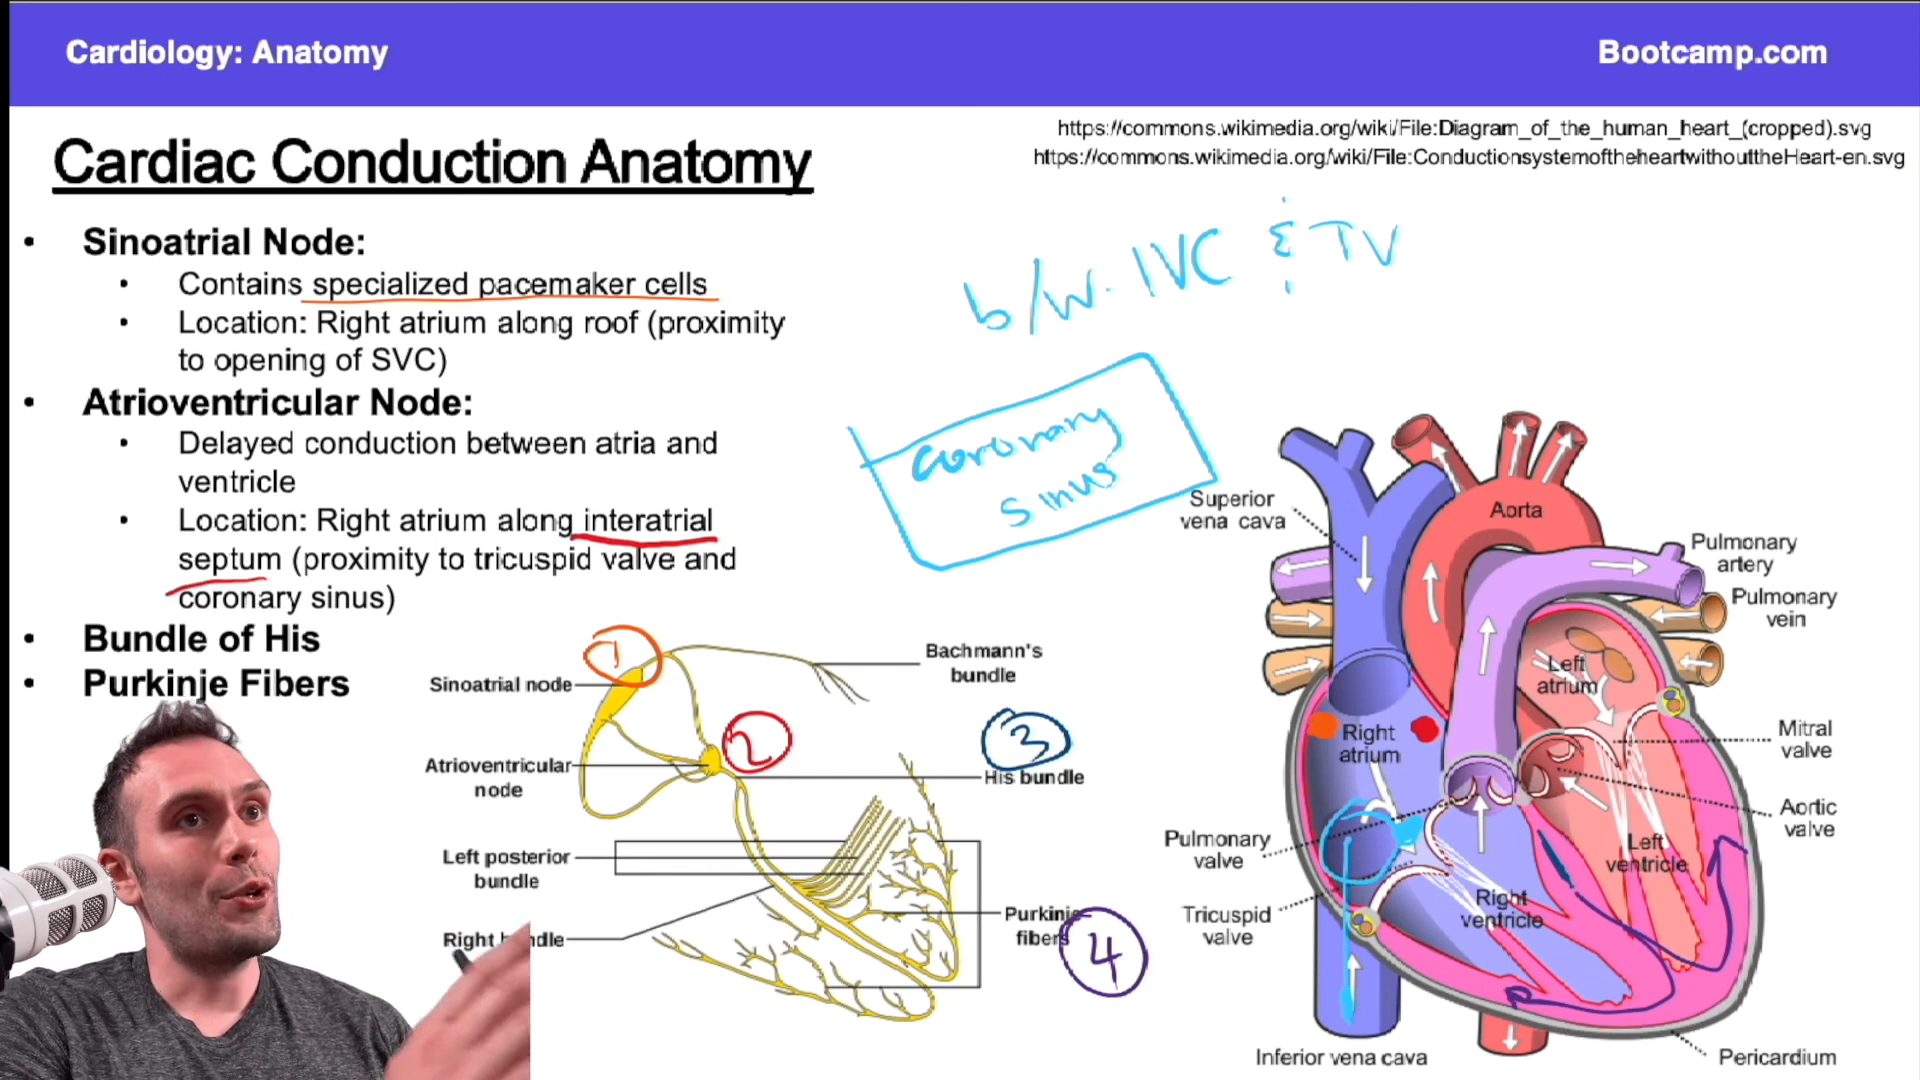 Cardiology: Anatomy
Bootcamp.com
https://commons.wikimedia.org/wiki/File:Diagram_of_the_human_heart_(cropped).svg
https://commons.wikimedia.org/wiki/File:ConductionsystemoftheheartwithouttheHeart-en.svg
Cardiac Conduction Anatomy
• Sinoatrial Node:
• Contains specialized pacemaker cells
• Location: Right atrium along roof (proximity
to opening of SVC)
• Atrioventricular Node:
• Delayed conduction between atria and
ventricle
• Location: Right atrium along interatrial
septum (proximity to tricuspid valve and
coronary sinus)
• Bundle of His
• Purkinje Fibers
b/w. IVC & TV
coronary
sinus
1
Sinoatrial node
Bachmann's
bundle
2
3
Atrioventricular
node
His bundle
Left posterior
bundle
Purkinje
fibers
4
Right
Superior
vena cava
Aorta
Pulmonary
artery
Pulmonary
vein
Left
atrium
Right
atrium
Mitral
valve
Aortic
valve
Pulmonary
valve
Left
ventricle
Right
ventricle
Tricuspid
valve
Inferior vena cava
Pericardium